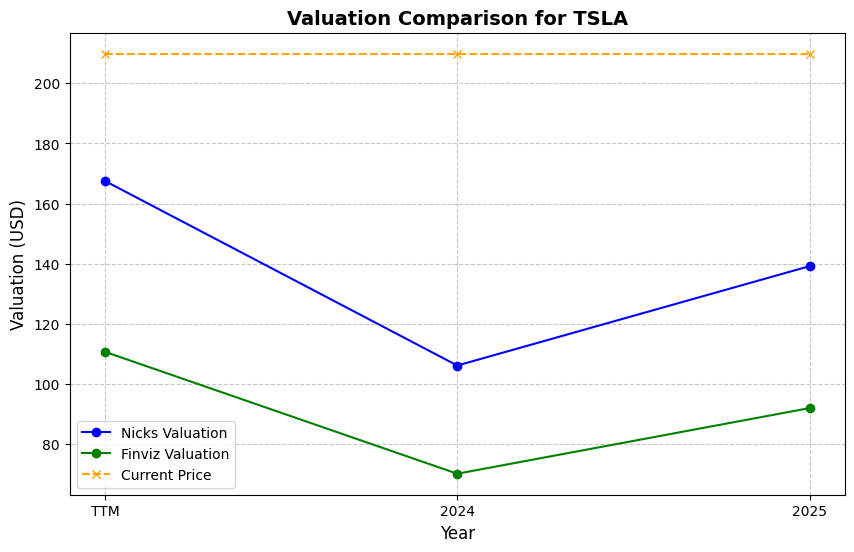 Valuation Comparison for TSLA
Valuation (USD)
200
180
160
140
120
100
80
Nicks Valuation
Finviz Valuation
Current Price
TTM
2024
2025
Year